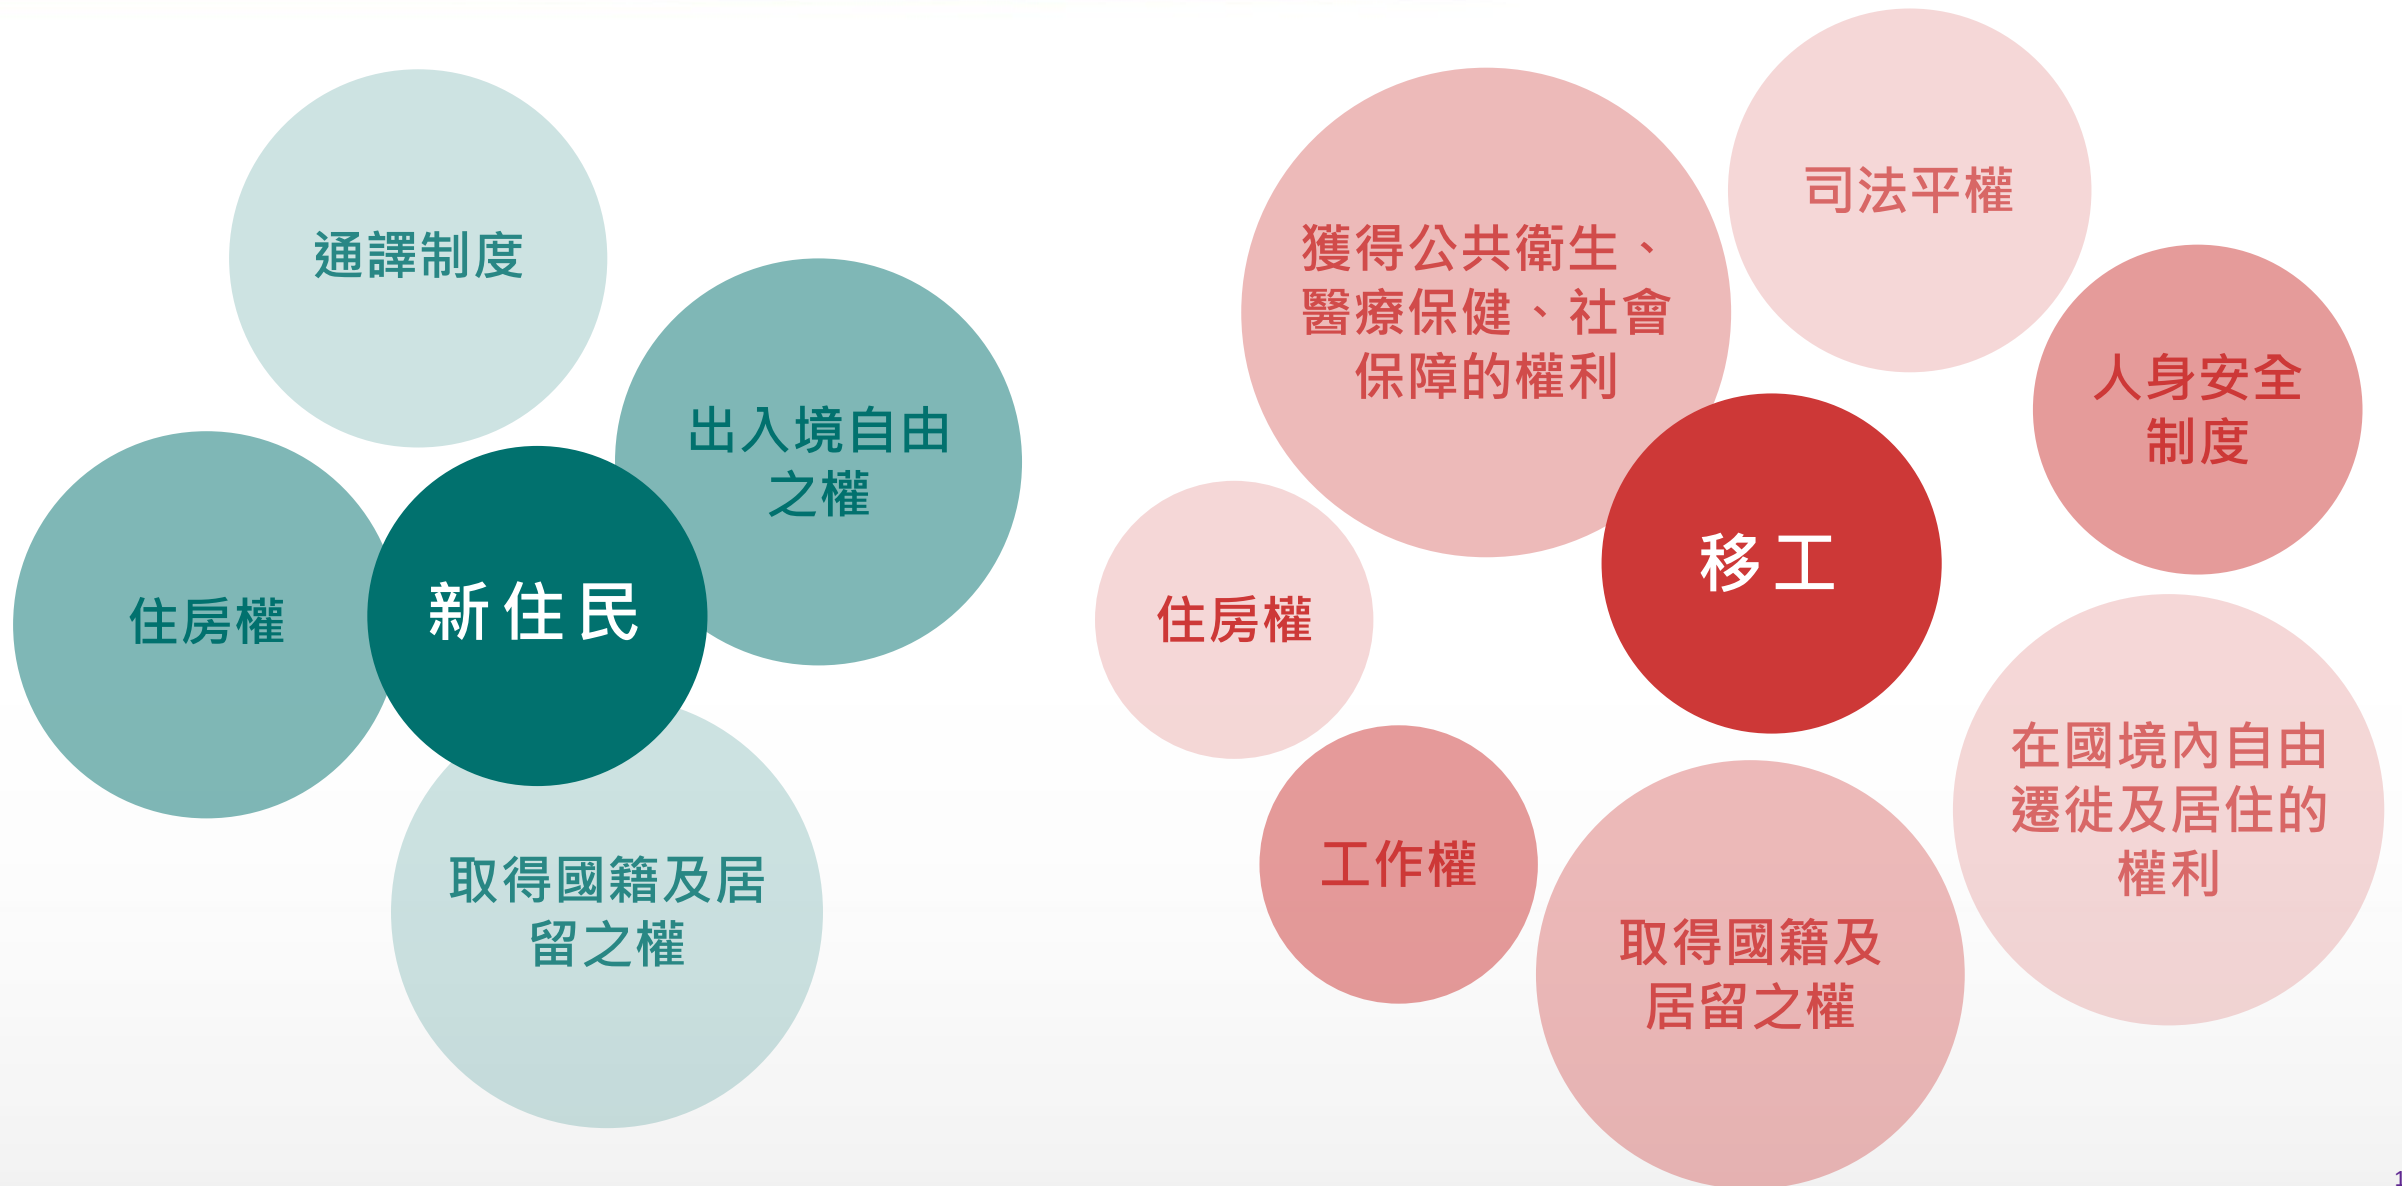 通譯制度
出入境自由
之權
住房權
新住民
取得國籍及居
留之權
司法平權
獲得公共衛生、
醫療保健、社會
保障的權利
人身安全
制度
移工
住房權
工作權
在國境內自由
遷徙及居住的
權利
取得國籍及
居留之權
1